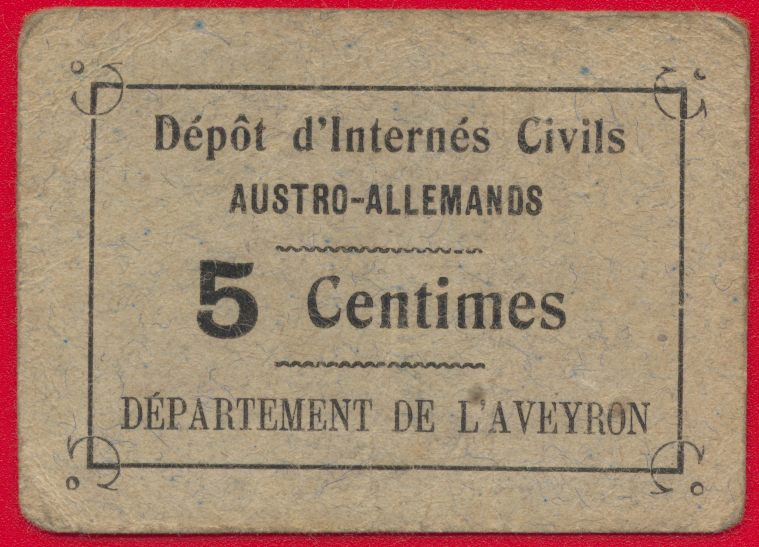 Dépôt d'Internés Civils
AUSTRO-ALLEMANDS
5 Centimes
DÉPARTEMENT DE L'AVEYRON